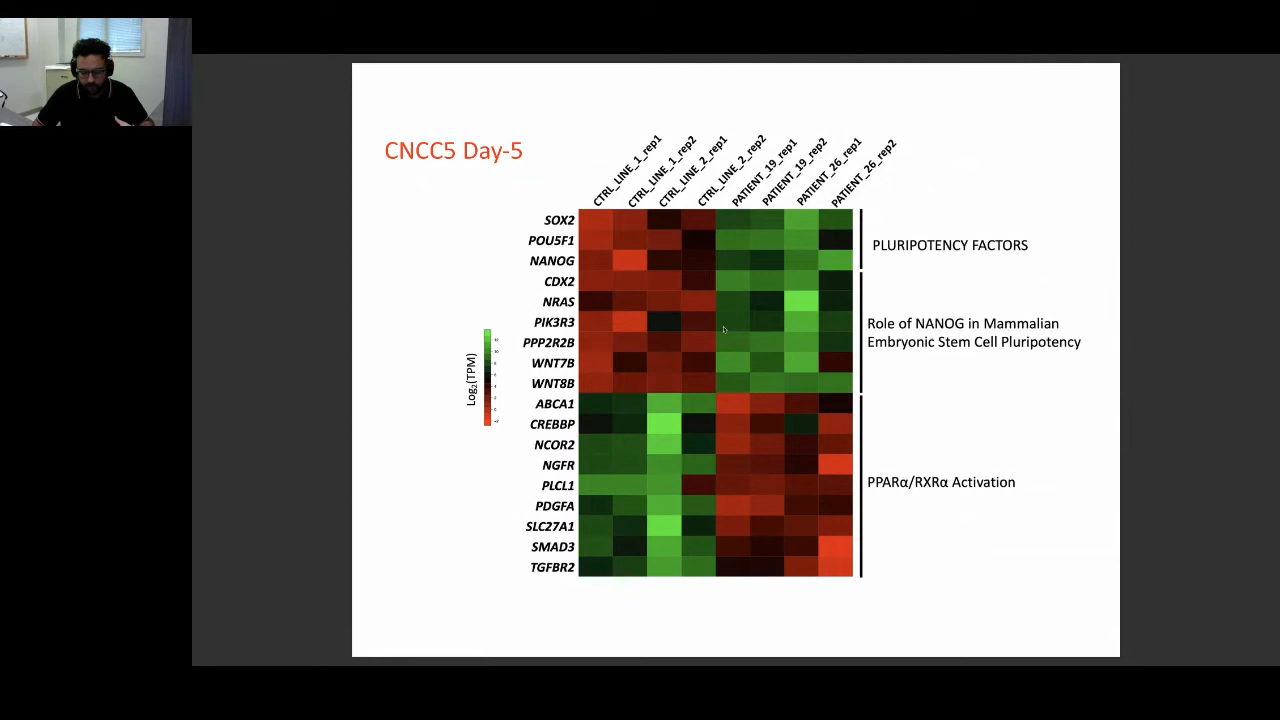 CNCC5 Day-5
CTRL_LINE_1_rep1
CTRL_LINE_1_rep2
CTRL_LINE_2_rep1
CTRL_LINE_2_rep2
PATIENT_19_rep1
PATIENT_19_rep2
PATIENT_26_rep1
PATIENT_26_rep2
SOX2
POU5F1
NANOG
PLURIPOTENCY FACTORS
CDX2
NRAS
PIK3R3
PPP2R2B
WNT7B
WNT8B
Role of NANOG in Mammalian
Embryonic Stem Cell Pluripotency
ABCA1
CREBBP
NCOR2
NGFR
PLCL1
PDGFA
SLC27A1
SMAD3
TGFBR2
PPARα/RXRα Activation
Log2(TPM)